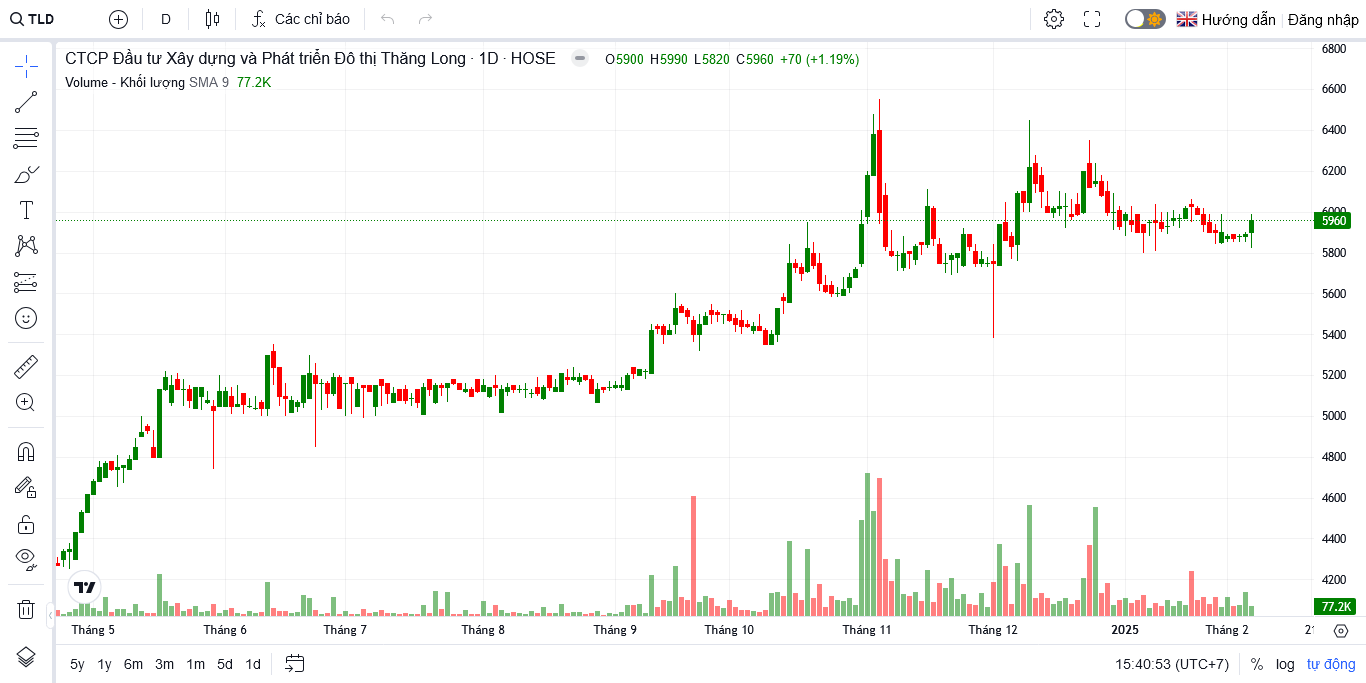 TLD D Các chỉ báo Hướng dẫn Đăng nhập
CTCP Đầu tư Xây dựng và Phát triển Đô thị Thăng Long · 1D · HOSE O5900 H5990 L5820 C5960 +70 (+1.19%)
Volume - Khối lượng SMA 9 77.2K
6800
6600
6400
6200
6000
5960
5800
5600
5400
5200
5000
4800
4600
4400
4200
77.2K
Tháng 5 Tháng 6 Tháng 7 Tháng 8 Tháng 9 Tháng 10 Tháng 11 Tháng 12 2025 Tháng 2 21
5y 1y 6m 3m 1m 5d 1d 15:40:53 (UTC+7) % log tự động